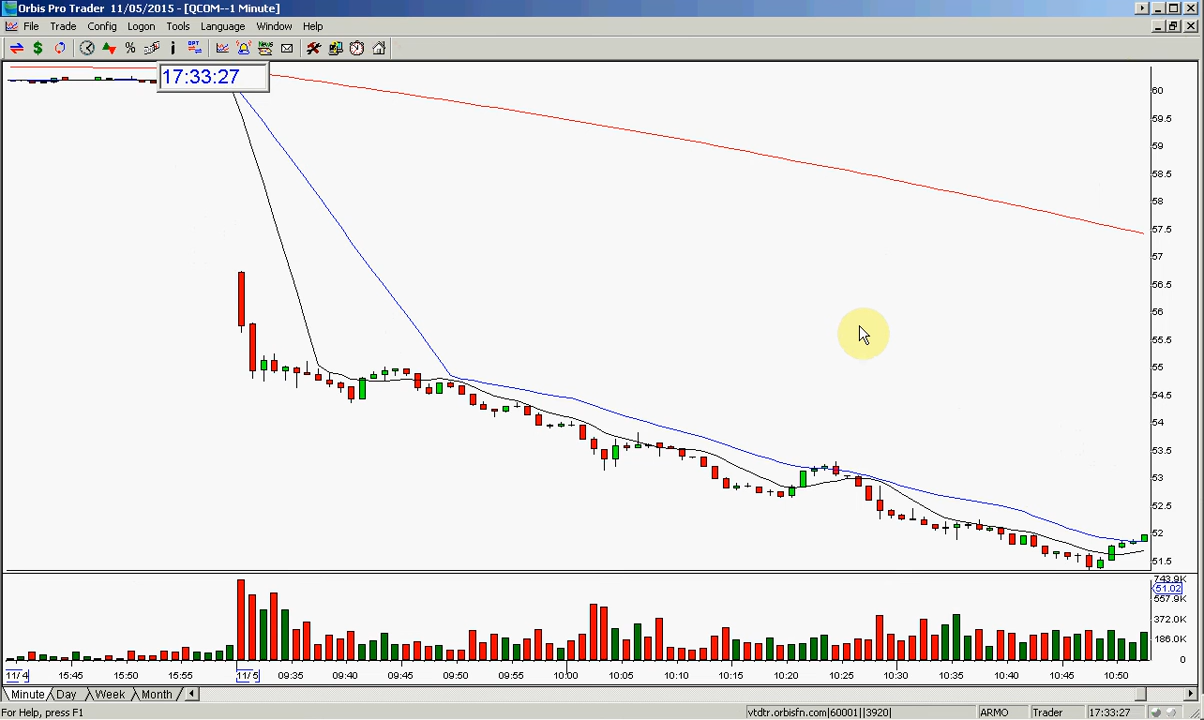 Orbis Pro Trader 11/05/2015 - [QCOM--1 Minute]
File Trade Config Logon Tools Language Window Help
17:33:27
60
59.5
59
58.5
58
57.5
57
56.5
56
55.5
55
54.5
54
53.5
53
52.5
52
51.5
743.9K
51.02
557.9K
372.0K
186.0K
0
11/4 15:45 15:50 15:55 11/5 09:35 09:40 09:45 09:50 09:55 10:00 10:05 10:10 10:15 10:20 10:25 10:30 10:35 10:40 10:45 10:50
Minute Day Week Month
For Help, press F1 vtdtr.orbisfn.com|60001||3920| ARMO Trader 17:33:27